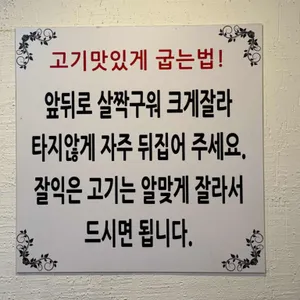 고기맛있게 굽는법!
앞뒤로 살짝구워 크게잘라
타지않게 자주 뒤집어 주세요.
잘익은 고기는 알맞게 잘라서
드시면 됩니다.